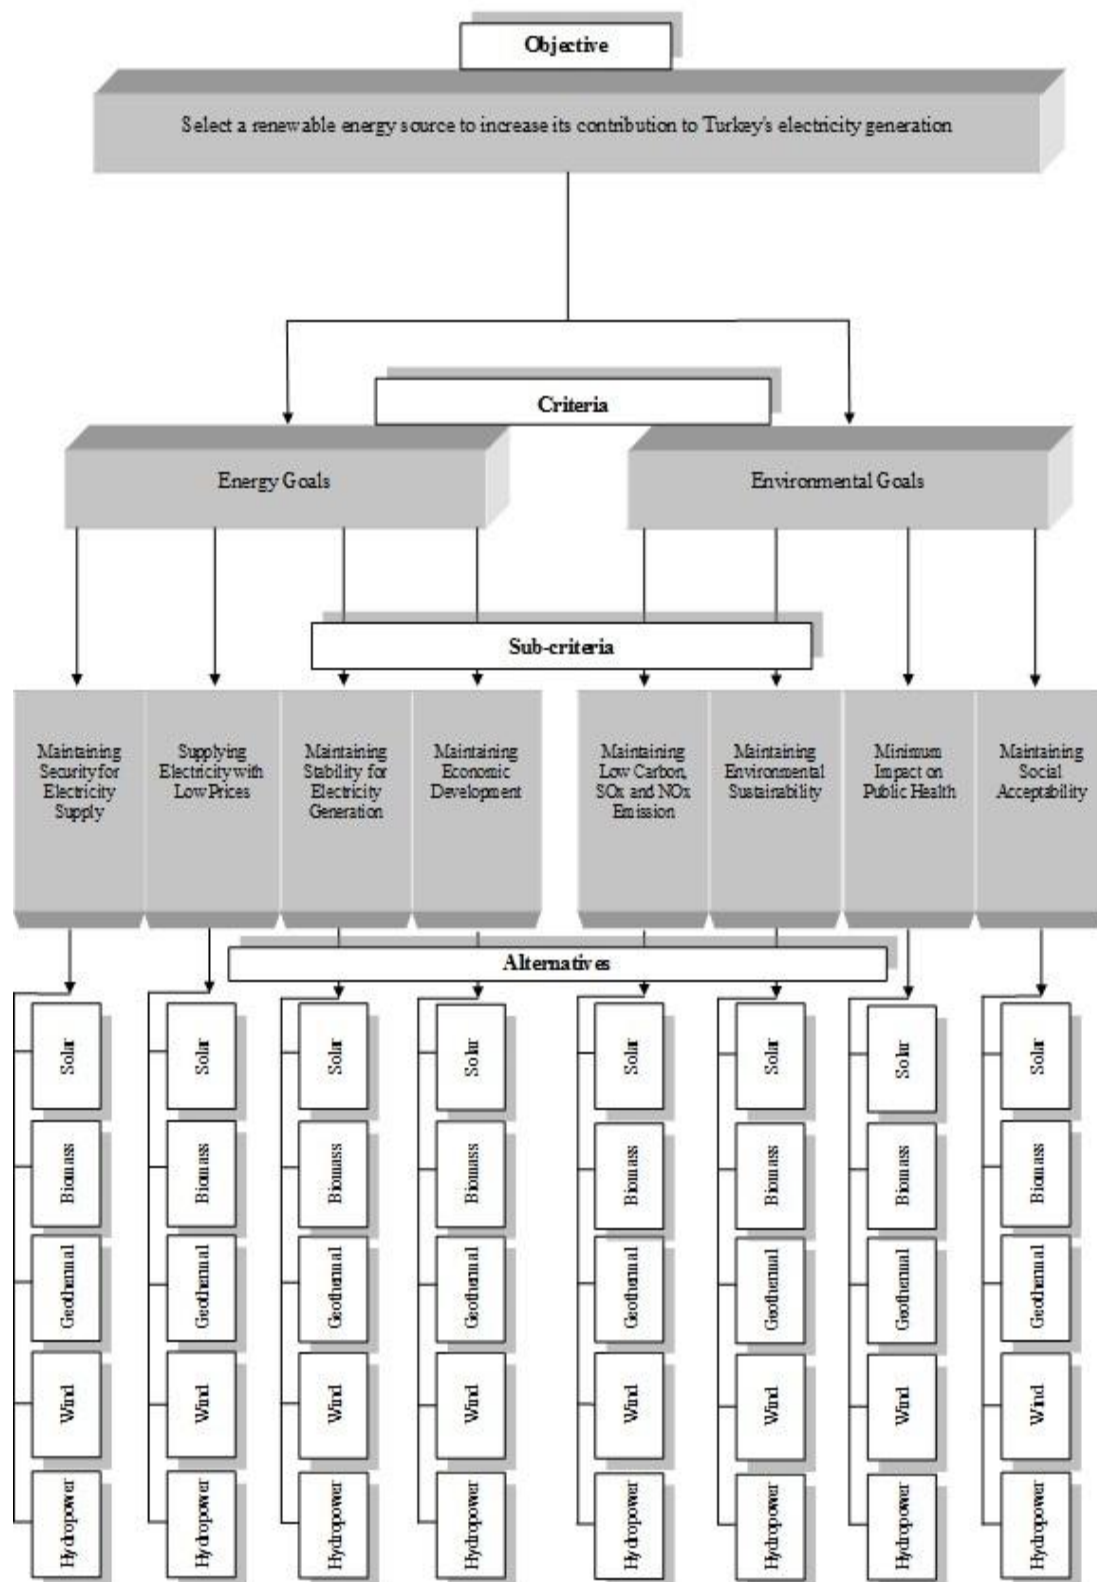 Objective
Select a renewable energy source to increase its contribution to Turkey's electricity generation
Criteria
Energy Goals
Environmental Goals
Sub-criteria
Maintaining
Security for
Electricity
Supply
Supplying
Electricity with
Low Prices
Maintaining
Stability for
Electricity
Generation
Maintaining
Economic
Development
Maintaining
Low Carbon,
SOx and NOx
Emission
Maintaining
Environmental
Sustainability
Minimum
Impact on
Public Health
Maintaining
Social
Acceptability
Alternatives
Solar
Biomass
Geothermal
Wind
Hydropower
Solar
Biomass
Geothermal
Wind
Hydropower
Solar
Biomass
Geothermal
Wind
Hydropower
Solar
Biomass
Geothermal
Wind
Hydropower
Solar
Biomass
Geothermal
Wind
Hydropower
Solar
Biomass
Geothermal
Wind
Hydropower
Solar
Biomass
Geothermal
Wind
Hydropower
Solar
Biomass
Geothermal
Wind
Hydropower